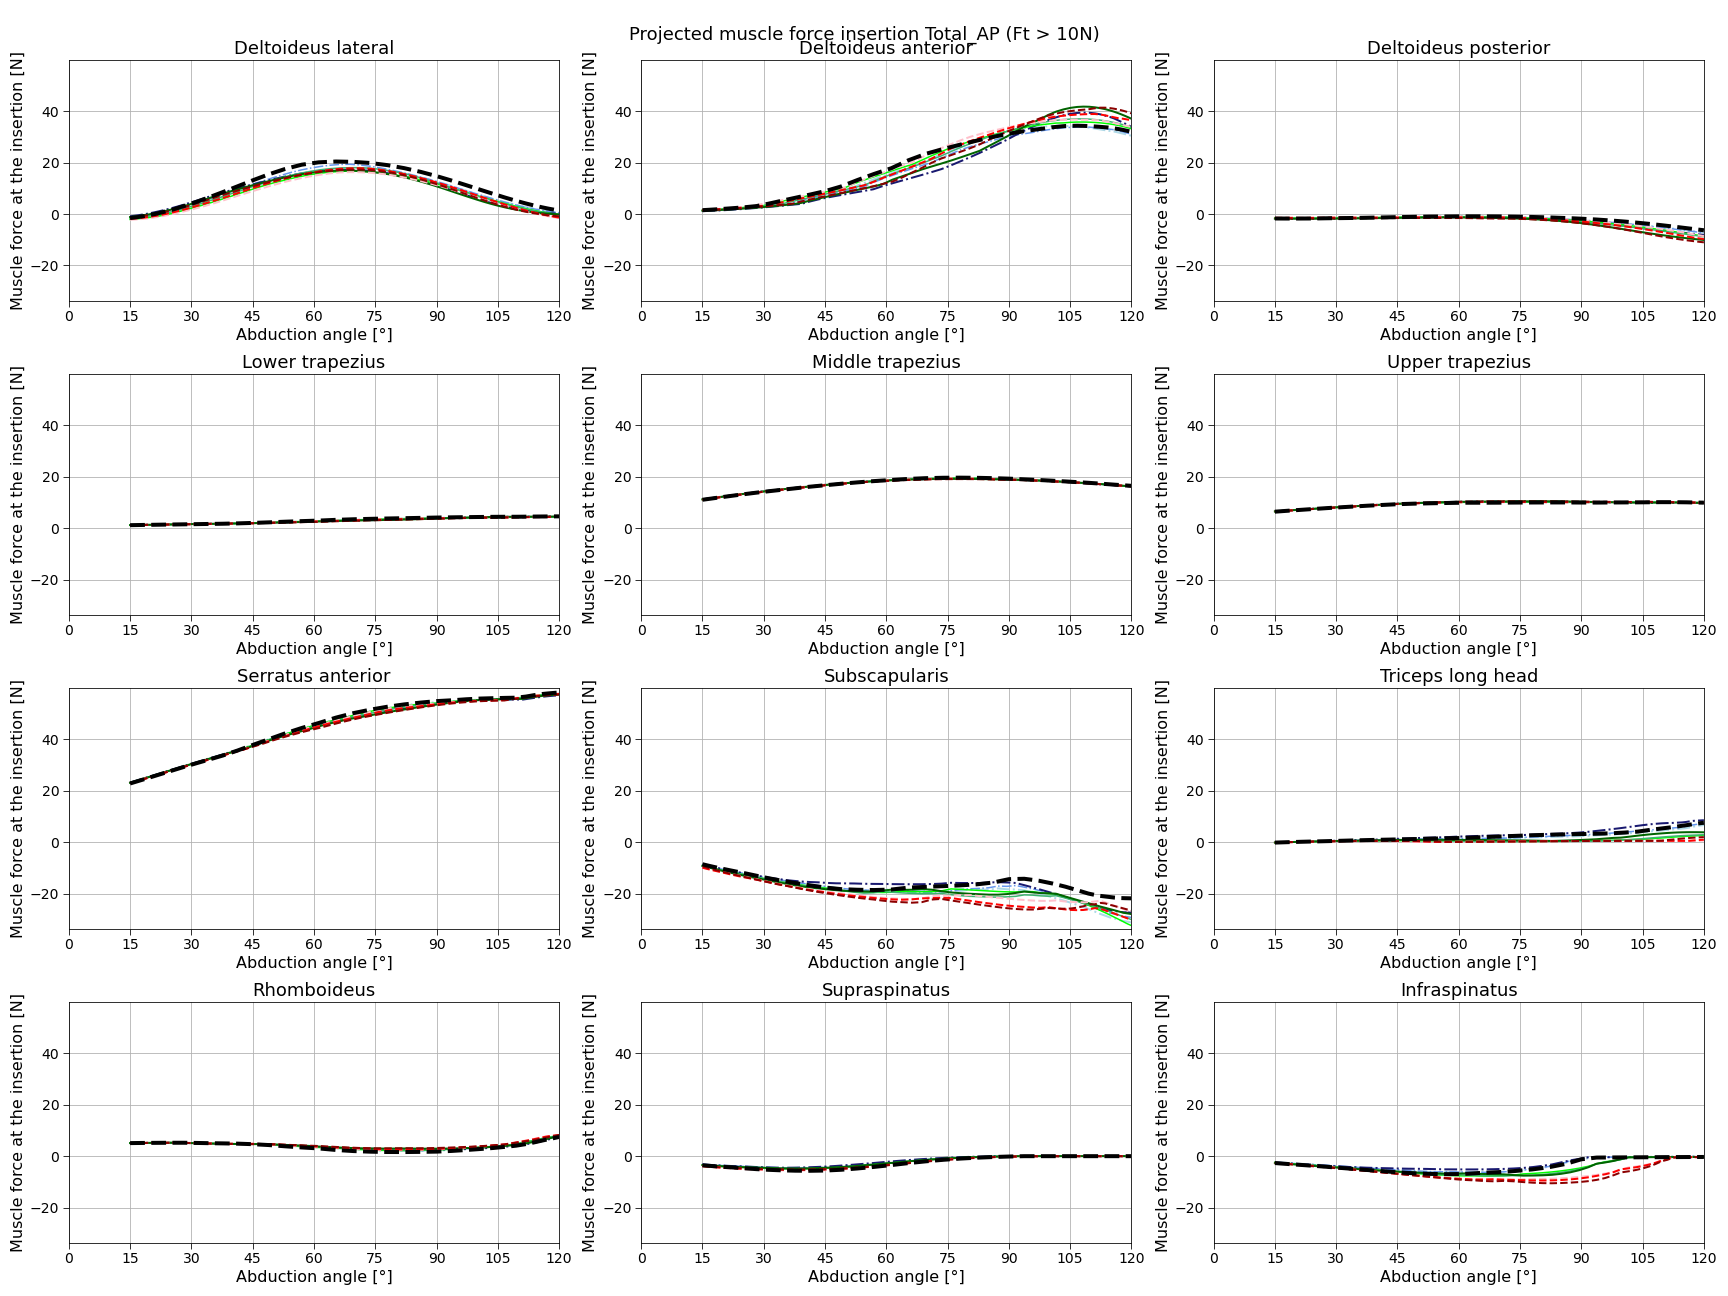 Projected muscle force insertion Total_AP (Ft > 10N)
Deltoideus lateral
Muscle force at the insertion [N]
40
20
0
−20
0 15 30 45 60 75 90 105 120
Abduction angle [°]
Deltoideus anterior
Muscle force at the insertion [N]
40
20
0
−20
0 15 30 45 60 75 90 105 120
Abduction angle [°]
Deltoideus posterior
Muscle force at the insertion [N]
40
20
0
−20
0 15 30 45 60 75 90 105 120
Abduction angle [°]
Lower trapezius
Muscle force at the insertion [N]
40
20
0
−20
0 15 30 45 60 75 90 105 120
Abduction angle [°]
Middle trapezius
Muscle force at the insertion [N]
40
20
0
−20
0 15 30 45 60 75 90 105 120
Abduction angle [°]
Upper trapezius
Muscle force at the insertion [N]
40
20
0
−20
0 15 30 45 60 75 90 105 120
Abduction angle [°]
Serratus anterior
Muscle force at the insertion [N]
40
20
0
−20
0 15 30 45 60 75 90 105 120
Abduction angle [°]
Subscapularis
Muscle force at the insertion [N]
40
20
0
−20
0 15 30 45 60 75 90 105 120
Abduction angle [°]
Triceps long head
Muscle force at the insertion [N]
40
20
0
−20
0 15 30 45 60 75 90 105 120
Abduction angle [°]
Rhomboideus
Muscle force at the insertion [N]
40
20
0
−20
0 15 30 45 60 75 90 105 120
Abduction angle [°]
Supraspinatus
Muscle force at the insertion [N]
40
20
0
−20
0 15 30 45 60 75 90 105 120
Abduction angle [°]
Infraspinatus
Muscle force at the insertion [N]
40
20
0
−20
0 15 30 45 60 75 90 105 120
Abduction angle [°]